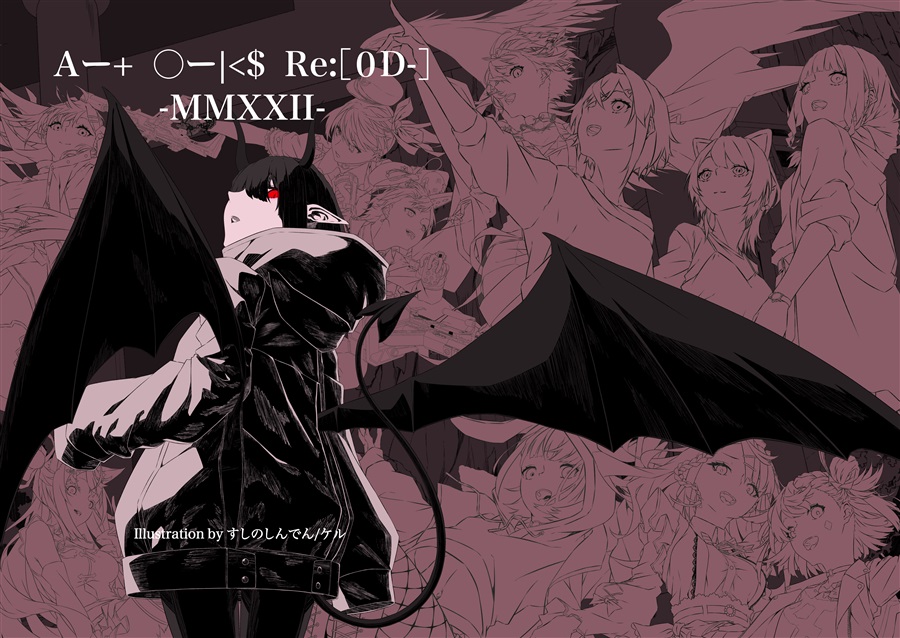 Aー+ ◯ー|<$ Re:[０D-]
-MMXXII-
Illustration by すしのしんでん/ケル